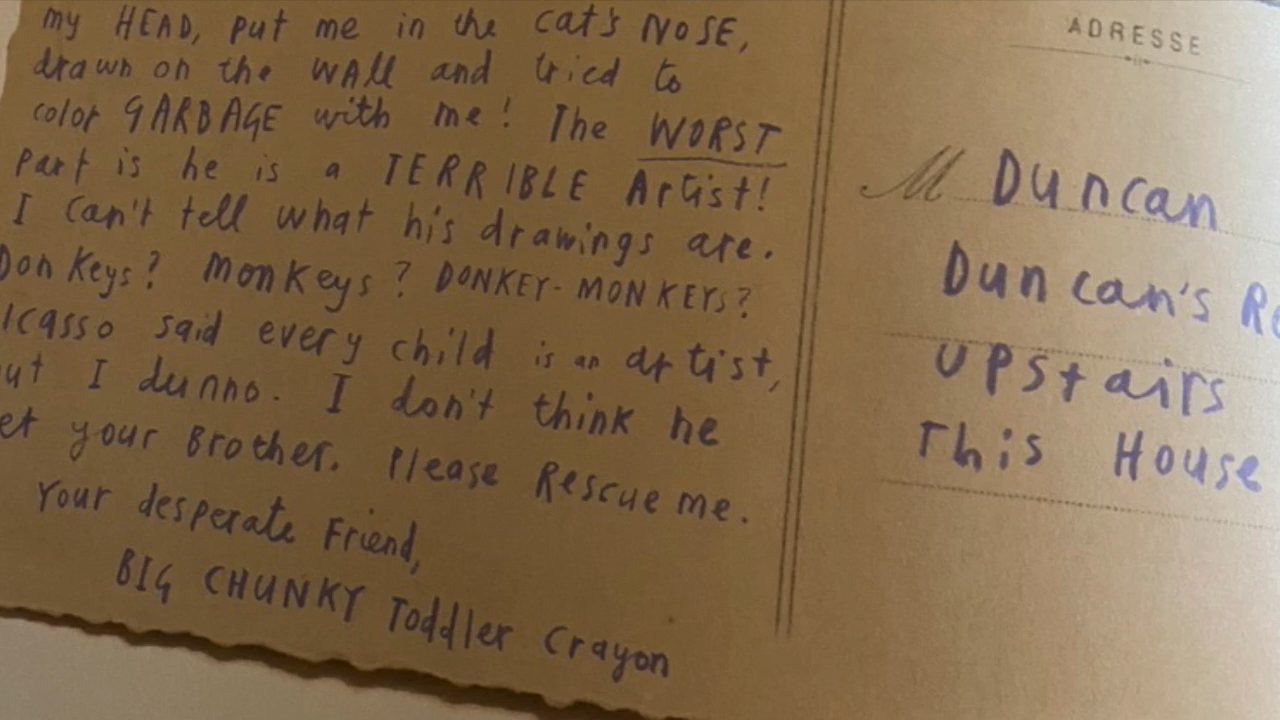 my HEAD, put me in the cat's NOSE,
drawn on the WAll and tried to
color GARBAGE with me! The WORST
part is he is a TERRIBLE Artist!
I can't tell what his drawings are.
DonKeys? MonKeys? DONKEY-MONKEYS?
said every child is an artist,
I dunno. I don't think he
your Brother. Please Rescue me.
Your desperate Friend,
BIG CHUNKY Toddler Crayon
ADRESSE
M Duncan
Duncan's
UPStairs
This House